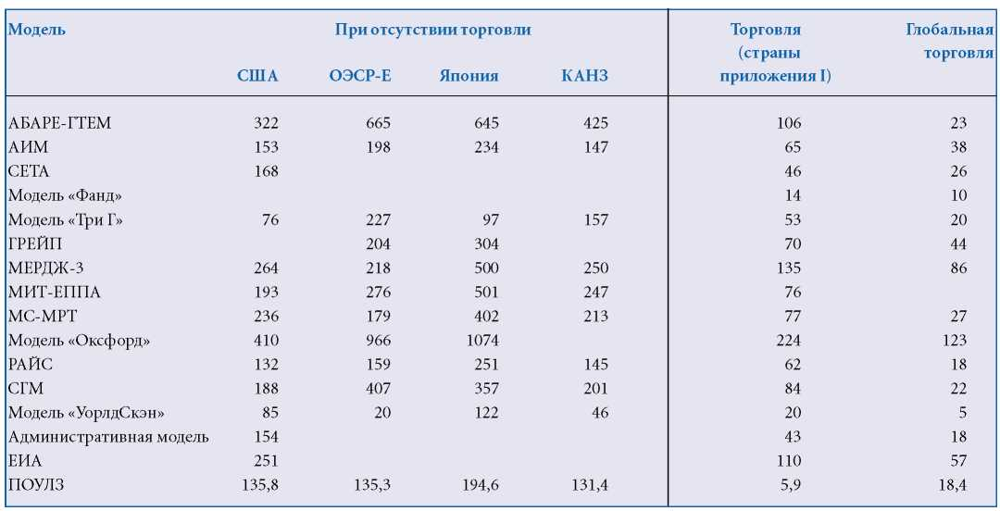 Модель При отсутствии торговли Торговля Глобальная
(страны торговля
США ОЭСР-Е Япония КАНЗ приложения I)
АБАРЕ-ГТЕМ 322 665 645 425 106 23
АИМ 153 198 234 147 65 38
СЕТА 168 46 26
Модель «Фанд» 14 10
Модель «Три Г» 76 227 97 157 53 20
ГРЕЙП 204 304 70 44
МЕРДЖ-3 264 218 500 250 135 86
МИТ-ЕППА 193 276 501 247 76
МС-МРТ 236 179 402 213 77 27
Модель «Оксфорд» 410 966 1074 224 123
РАЙС 132 159 251 145 62 18
СГМ 188 407 357 201 84 22
Модель «УорлдСкэн» 85 20 122 46 20 5
Административная модель 154 43 18
ЕИА 251 110 57
ПОУЛЗ 135,8 135,3 194,6 131,4 5,9 18,4